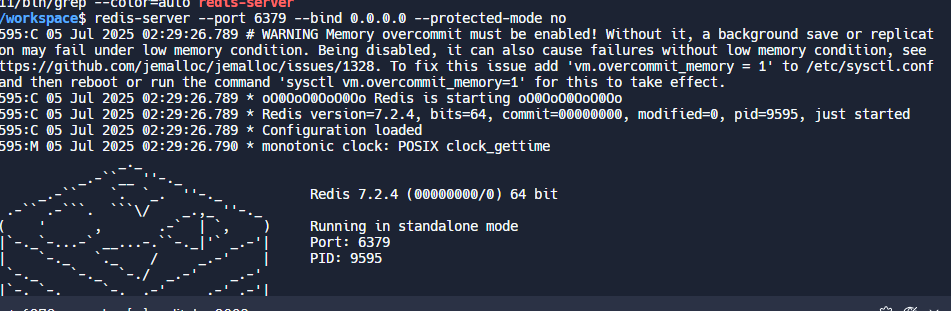 /bin/grep --color=auto redis-server
/workspace$ redis-server --port 6379 --bind 0.0.0.0 --protected-mode no
595:C 05 Jul 2025 02:29:26.789 # WARNING Memory overcommit must be enabled! Without it, a background save or replicat
on may fail under low memory condition. Being disabled, it can also cause failures without low memory condition, see
ttps://github.com/jemalloc/jemalloc/issues/1328. To fix this issue add 'vm.overcommit_memory = 1' to /etc/sysctl.conf
and then reboot or run the command 'sysctl vm.overcommit_memory=1' for this to take effect.
595:C 05 Jul 2025 02:29:26.789 * oO0OoO0OoO0Oo Redis is starting oO0OoO0OoO0Oo
595:C 05 Jul 2025 02:29:26.789 * Redis version=7.2.4, bits=64, commit=00000000, modified=0, pid=9595, just started
595:C 05 Jul 2025 02:29:26.789 * Configuration loaded
595:M 05 Jul 2025 02:29:26.790 * monotonic clock: POSIX clock_gettime
Redis 7.2.4 (00000000/0) 64 bit
Running in standalone mode
Port: 6379
PID: 9595